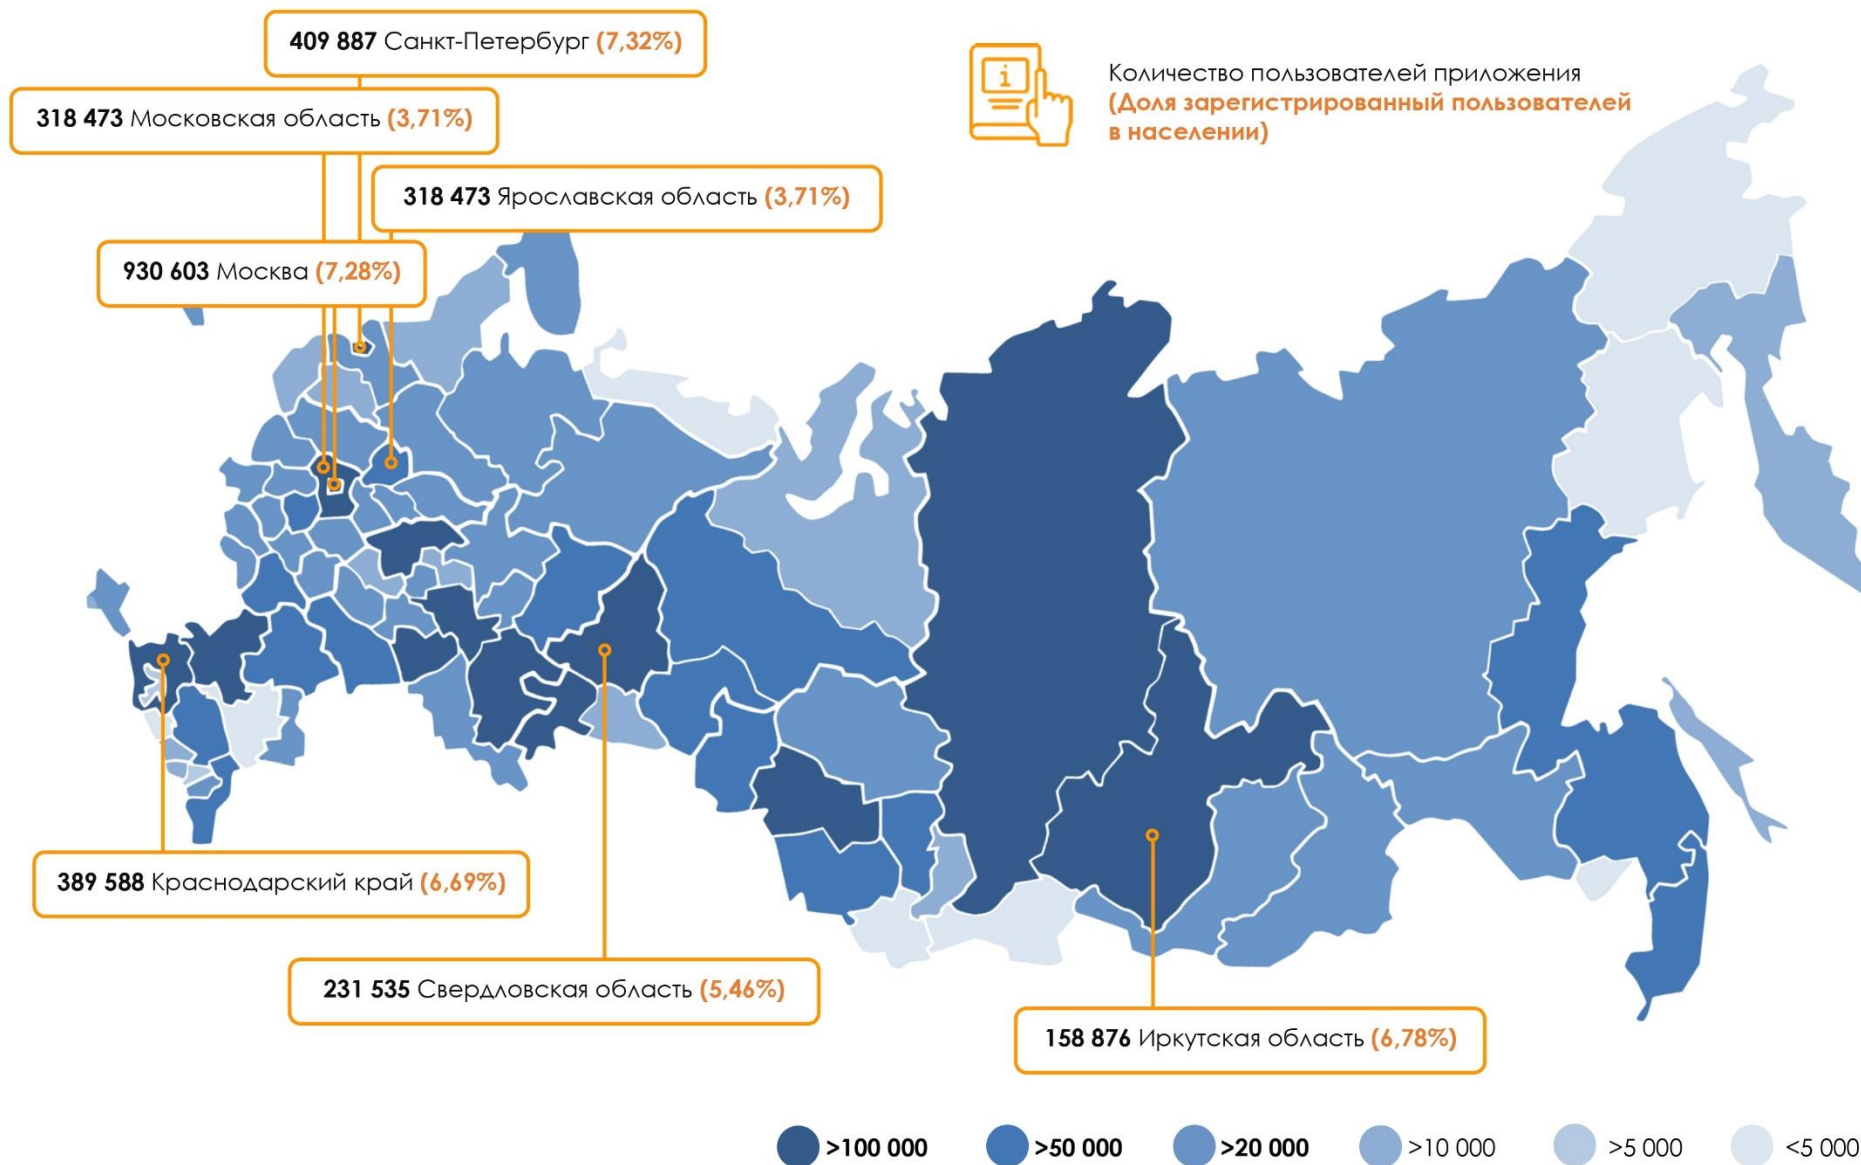 409 887 Санкт-Петербург (7,32%)
318 473 Московская область (3,71%)
318 473 Ярославская область (3,71%)
930 603 Москва (7,28%)
i
Количество пользователей приложения
(Доля зарегистрированный пользователей
в населении)
389 588 Краснодарский край (6,69%)
231 535 Свердловская область (5,46%)
158 876 Иркутская область (6,78%)
>100 000 >50 000 >20 000 >10 000 >5 000 <5 000